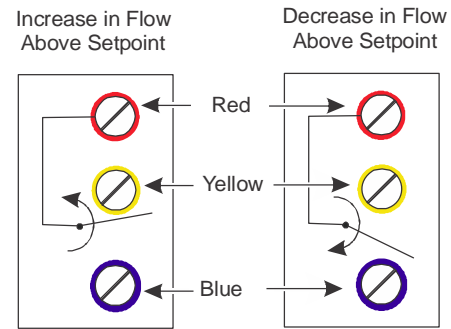 Increase in Flow
Above Setpoint
Decrease in Flow
Above Setpoint
Red
Yellow
Blue